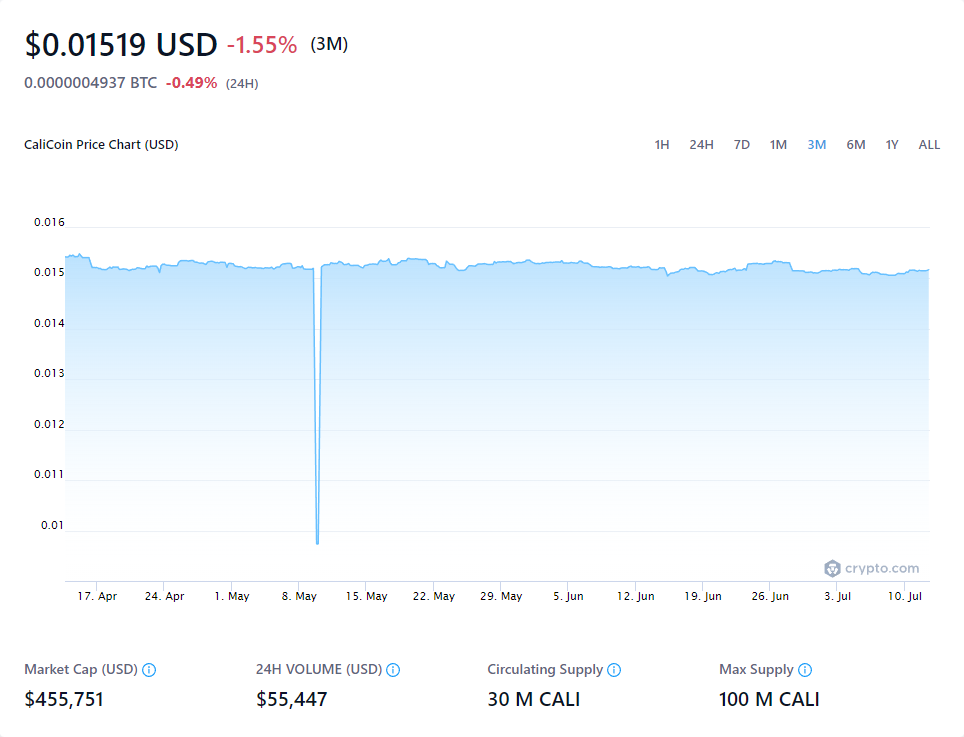 $0.01519 USD -1.55% (3M)
0.0000004937 BTC -0.49% (24H)
CaliCoin Price Chart (USD) 1H 24H 7D 1M 3M 6M 1Y ALL
0.016
0.015
0.014
0.013
0.012
0.011
0.01
crypto.com
17. Apr 24. Apr 1. May 8. May 15. May 22. May 29. May 5. Jun 12. Jun 19. Jun 26. Jun 3. Jul 10. Jul
Market Cap (USD) 24H VOLUME (USD) Circulating Supply Max Supply
$455,751 $55,447 30 M CALI 100 M CALI